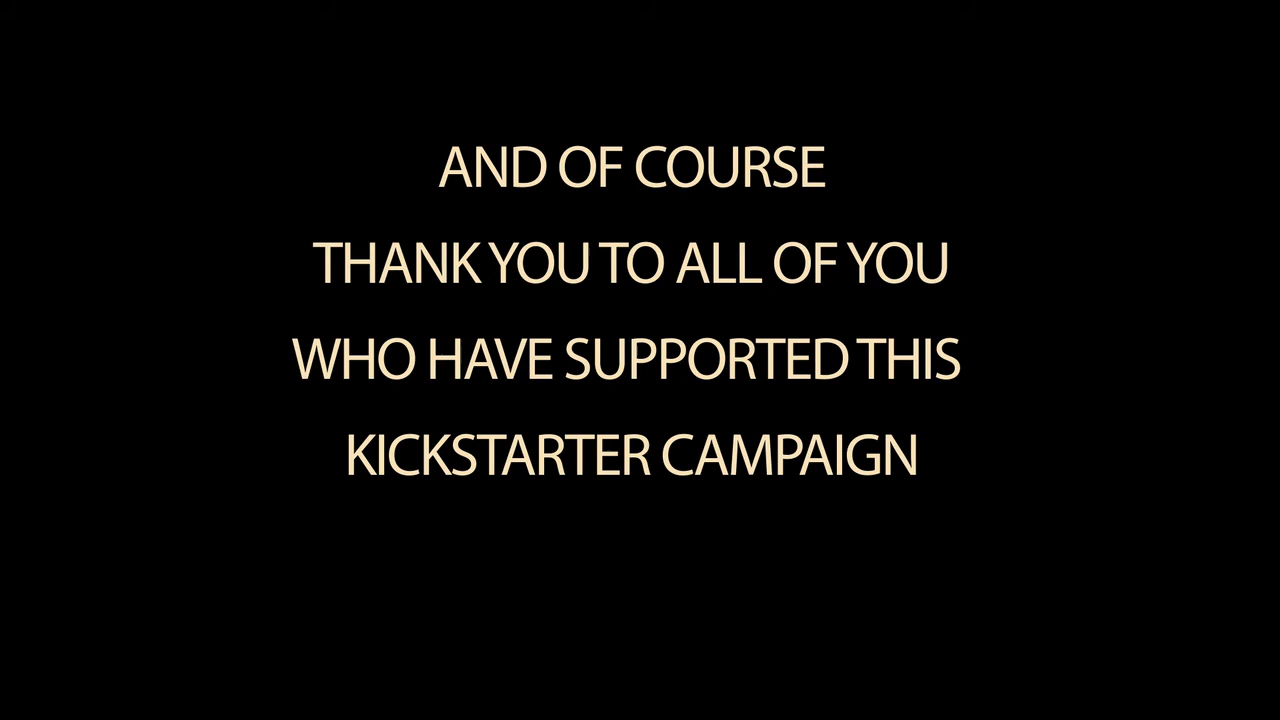 AND OF COURSE
THANK YOU TO ALL OF YOU
WHO HAVE SUPPORTED THIS
KICKSTARTER CAMPAIGN